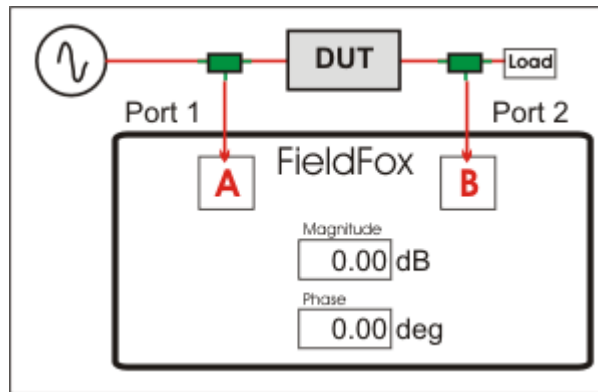 DUT
Load
Port 1
Port 2
FieldFox
A
B
Magnitude
0.00 dB
Phase
0.00 deg